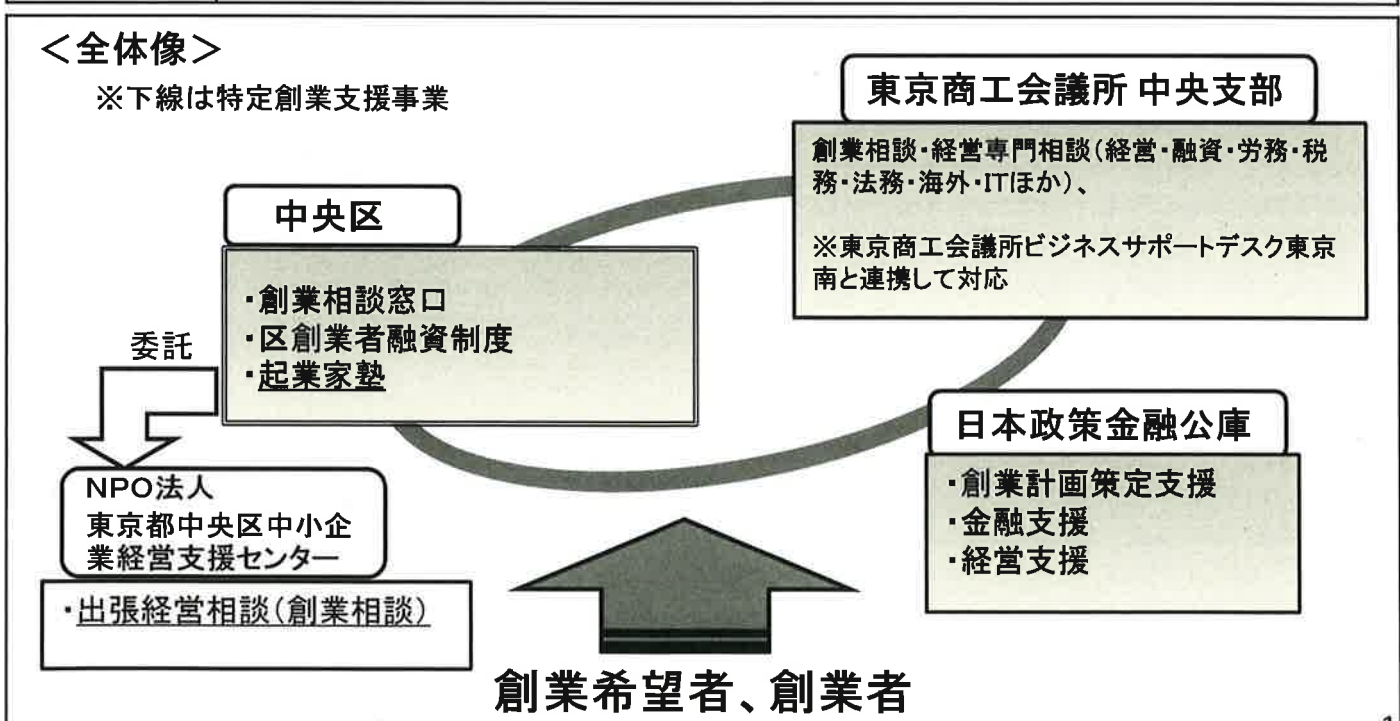 ＜全体像＞
※下線は特定創業支援事業
東京商工会議所 中央支部
創業相談・経営専門相談（経営・融資・労務・税
務・法務・海外・ITほか）、
※東京商工会議所ビジネスサポートデスク東京
南と連携して対応
中央区
・創業相談窓口
・区創業者融資制度
・起業家塾
委託
NPO法人
東京都中央区中小企
業経営支援センター
・出張経営相談（創業相談）
日本政策金融公庫
・創業計画策定支援
・金融支援
・経営支援
創業希望者、創業者